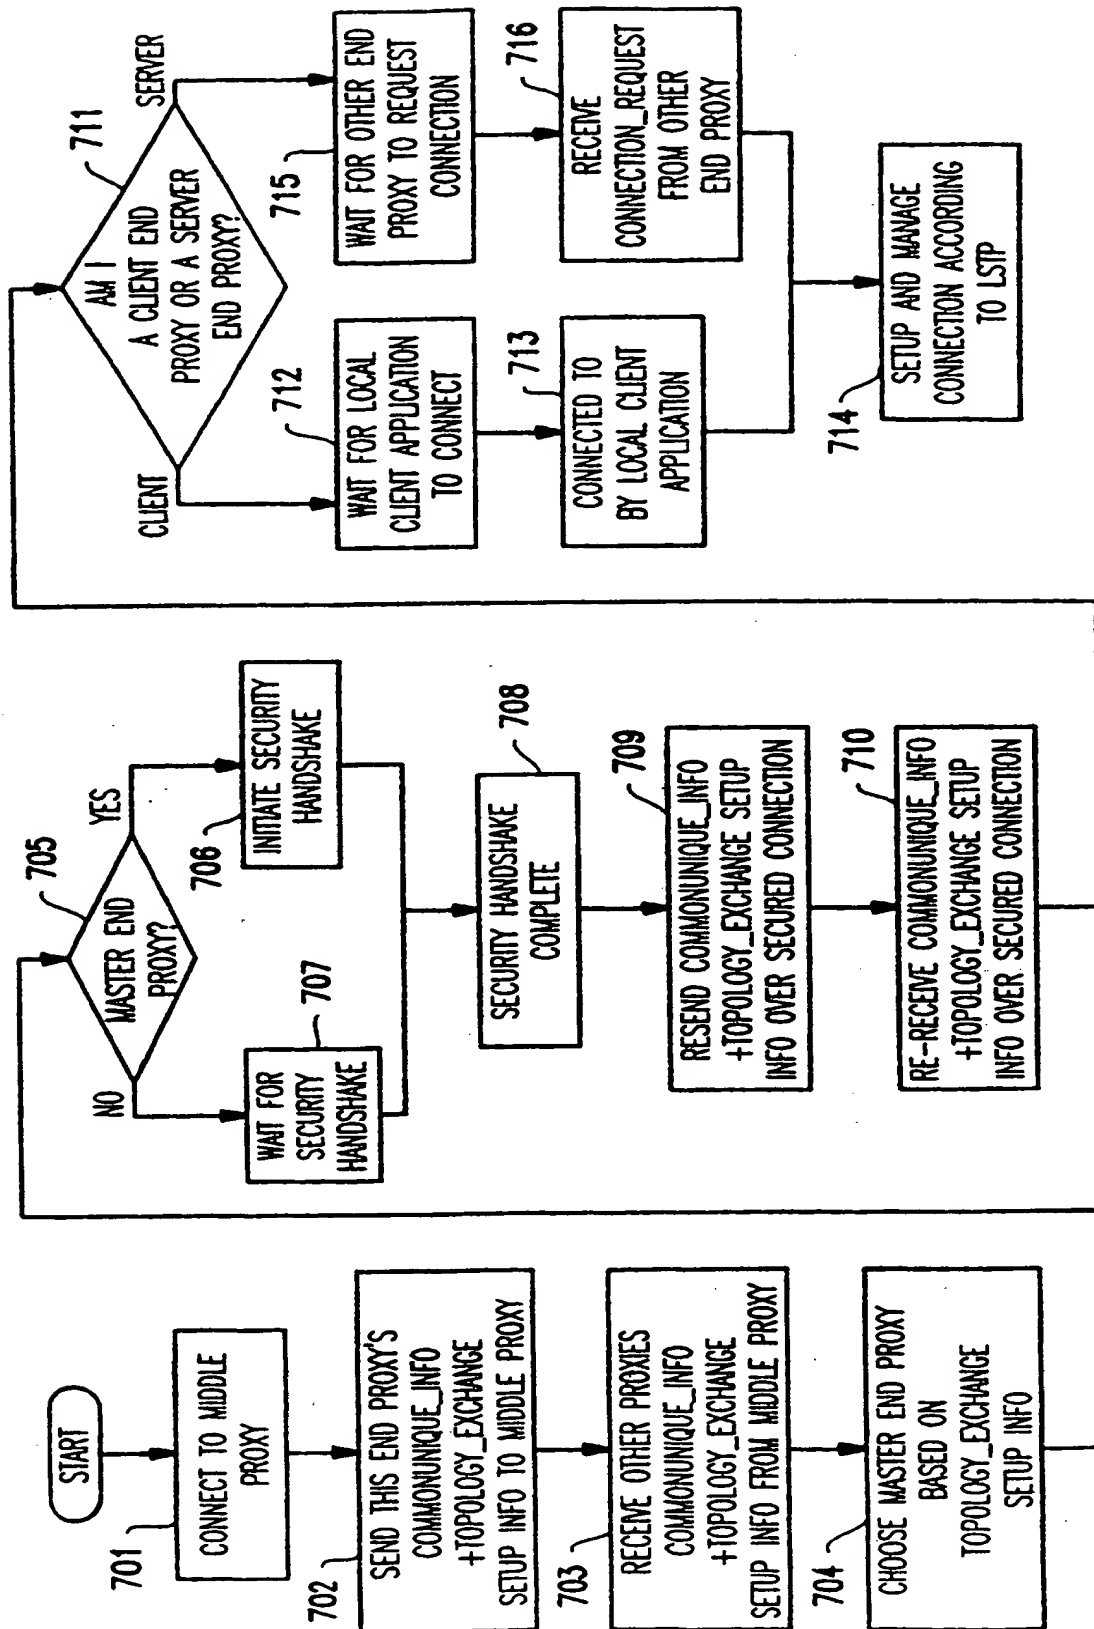 START
701
CONNECT TO MIDDLE
PROXY
702
SEND THIS END PROXY'S
COMMONUNIQUE_INFO
+TOPOLOGY_EXCHANGE
SETUP INFO TO MIDDLE PROXY
703
RECEIVE OTHER PROXIES
COMMONUNIQUE_INFO
+TOPOLOGY_EXCHANGE
SETUP INFO FROM MIDDLE PROXY
704
CHOOSE MASTER END PROXY
BASED ON
TOPOLOGY_EXCHANGE
SETUP INFO
705
MASTER END
PROXY?
YES
NO
706
INITIATE SECURITY
HANDSHAKE
707
WAIT FOR
SECURITY
HANDSHAKE
708
SECURITY HANDSHAKE
COMPLETE
709
RESEND COMMONUNIQUE_INFO
+TOPOLOGY_EXCHANGE SETUP
INFO OVER SECURED CONNECTION
710
RE-RECEIVE COMMONUNIQUE_INFO
+TOPOLOGY_EXCHANGE SETUP
INFO OVER SECURED CONNECTION
711
AM I
A CLIENT END
PROXY OR A SERVER
END PROXY?
CLIENT
SERVER
712
WAIT FOR LOCAL
CLIENT APPLICATION
TO CONNECT
713
CONNECTED TO
BY LOCAL CLIENT
APPLICATION
715
WAIT FOR OTHER END
PROXY TO REQUEST
CONNECTION
716
RECEIVE
CONNECTION_REQUEST
FROM OTHER
END PROXY
714
SETUP AND MANAGE
CONNECTION ACCORDING
TO LSTP